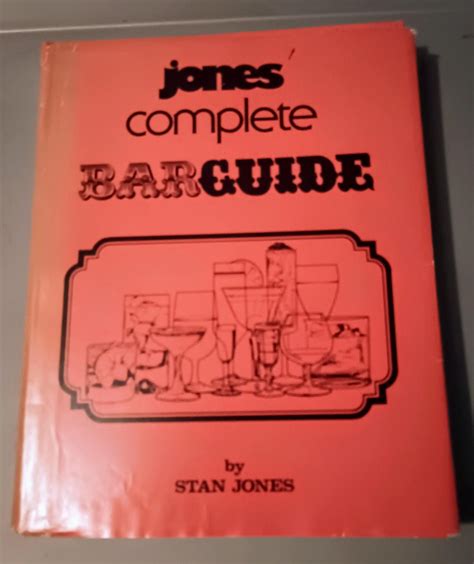 jones'
complete
BARGUIDE
by
STAN JONES